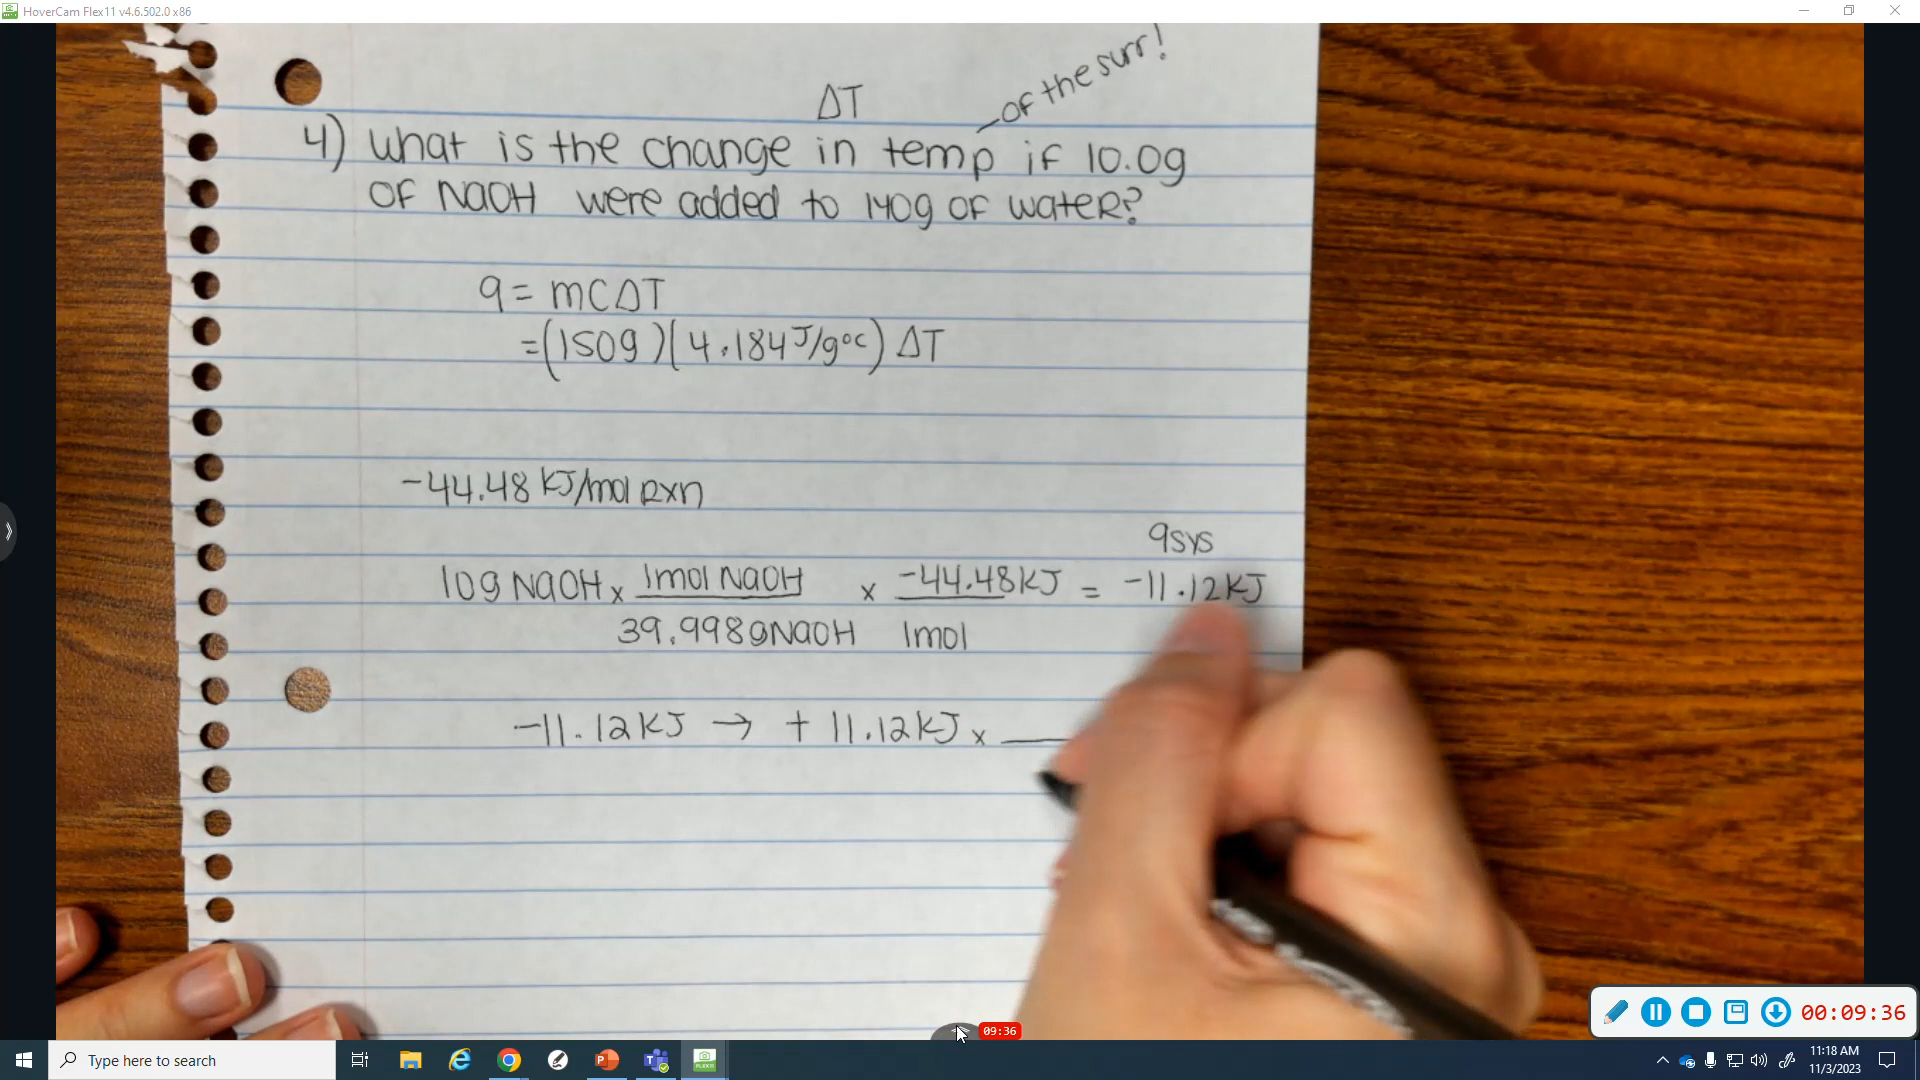 HoverCam Flex11 v4.6.502.0 x86
ΔT
of the surr!
4) What is the change in temp if 10.0g
of NaOH were added to 140g of water?
q = mCΔT
=(150g)(4.184J/g°C) ΔT
-44.48 KJ/mol rxn
qsys
10g NaOH x 1mol NaOH x -44.48KJ = -11.12KJ
39.998gNaOH 1mol
-11.12KJ → + 11.12KJ x
00:09:36
09:36
Type here to search
11:18 AM
11/3/2023